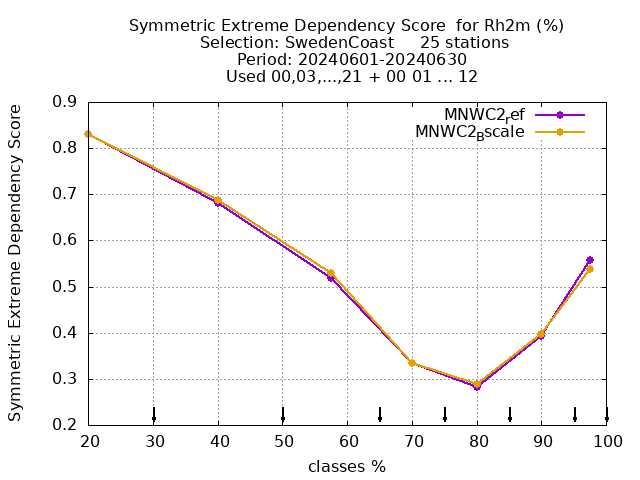 Symmetric Extreme Dependency Score  for Rh2m (%)
Selection: SwedenCoast     25 stations
Period: 20240601-20240630
Used 00,03,...,21 + 00 01 ... 12
Symmetric Extreme Dependency Score
0.9
0.8
0.7
0.6
0.5
0.4
0.3
0.2
MNWC2ref
MNWC2Bscale
20 30 40 50 60 70 80 90 100
classes %